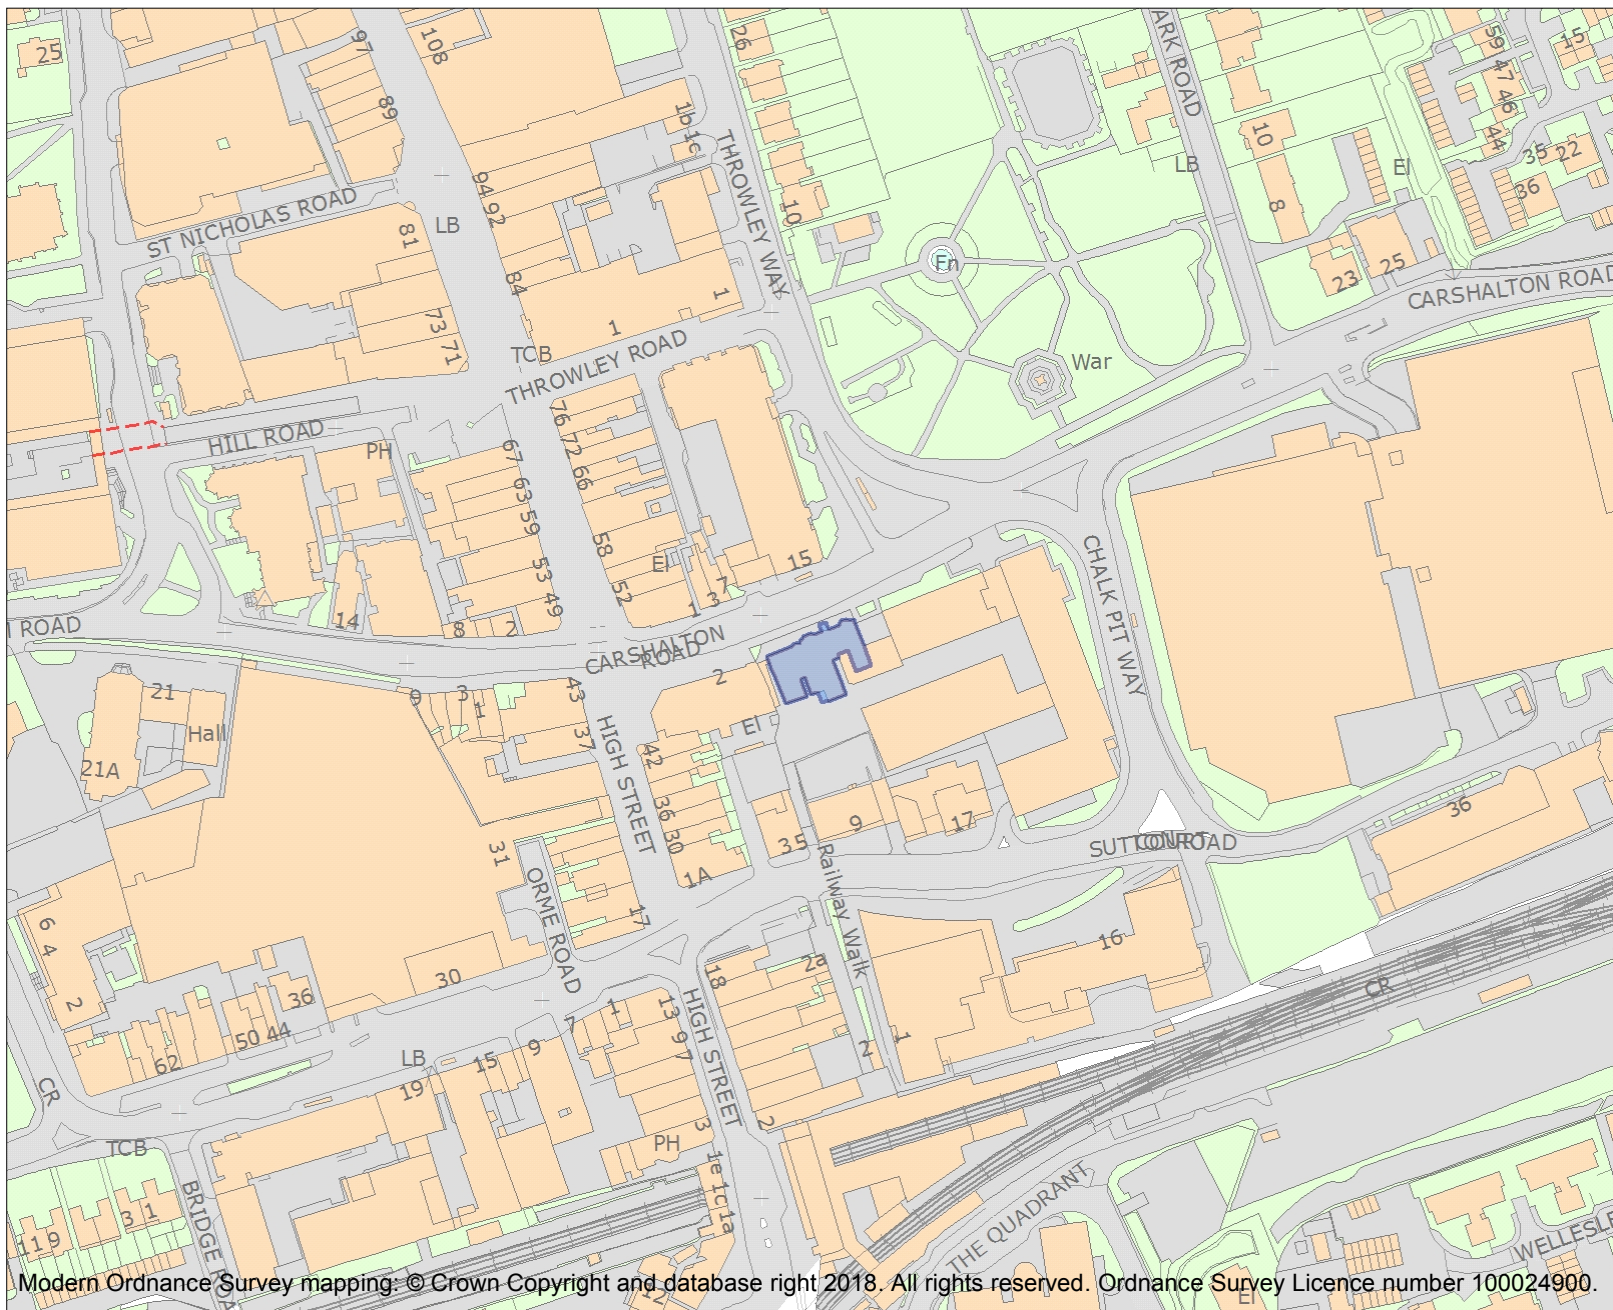 25
97
108
26
ARK ROAD
59
47
46
44
15
89
1b
1c
THROWLEY WAY
10
LB
El
35
22
36
94
92
10
8
ST NICHOLAS ROAD
81
LB
84
1
Fn
23
25
CARSHALTON ROAD
73
71
TCB
1
THROWLEY ROAD
War
HILL ROAD
PH
76
72
66
67
63
59
53
49
58
52
El
1
3
7
15
CHALK PIT WAY
ROAD
14
8
2
CARSHALTON
ROAD
21
Hall
21A
9
3
1
43
37
HIGH STREET
2
El
42
36
30
1A
3
5
9
17
36
SUTTON
COURT
ROAD
31
ORME ROAD
17
Railway Walk
6
4
2
30
36
16
2a
18
CR
50
44
62
LB
19
15
9
7
1
13
9
7
HIGH STREET
2
1
CR
TCB
3
2
PH
1e
1c
1a
BRIDGE ROA
3
1
11
9
THE QUADRANT
WELLESLE
El
Modern Ordnance Survey mapping: © Crown Copyright and database right 2018. All rights reserved. Ordnance Survey Licence number 100024900.